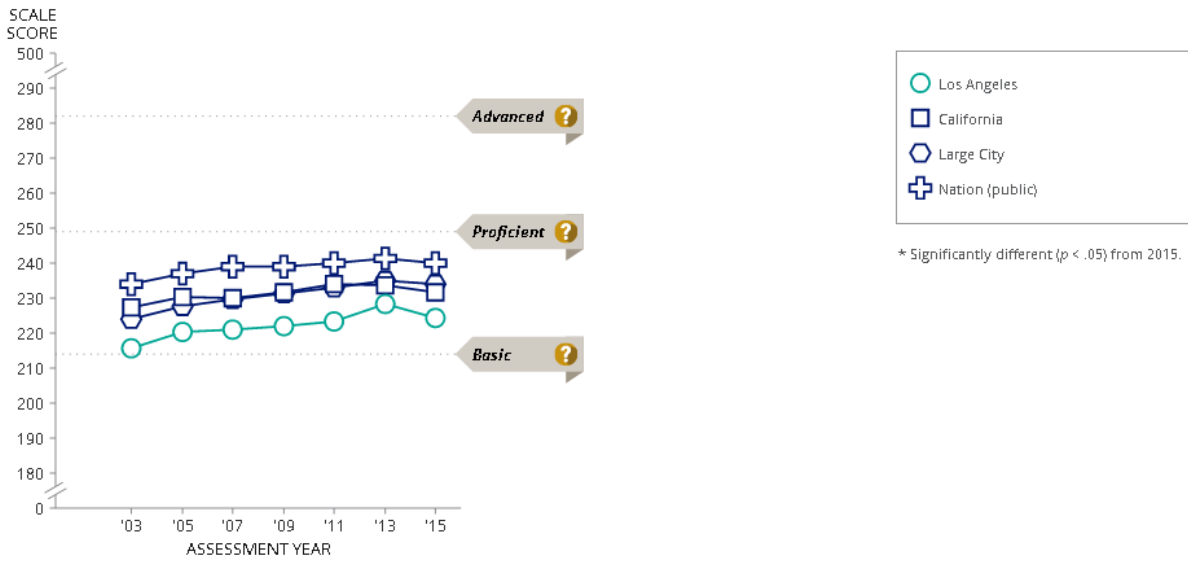 SCALE
SCORE
500
290
280
270
260
250
240
230
220
210
200
190
180
0
Advanced ?
Proficient ?
Basic ?
'03 '05 '07 '09 '11 '13 '15
ASSESSMENT YEAR
Los Angeles
California
Large City
Nation (public)
* Significantly different (p < .05) from 2015.